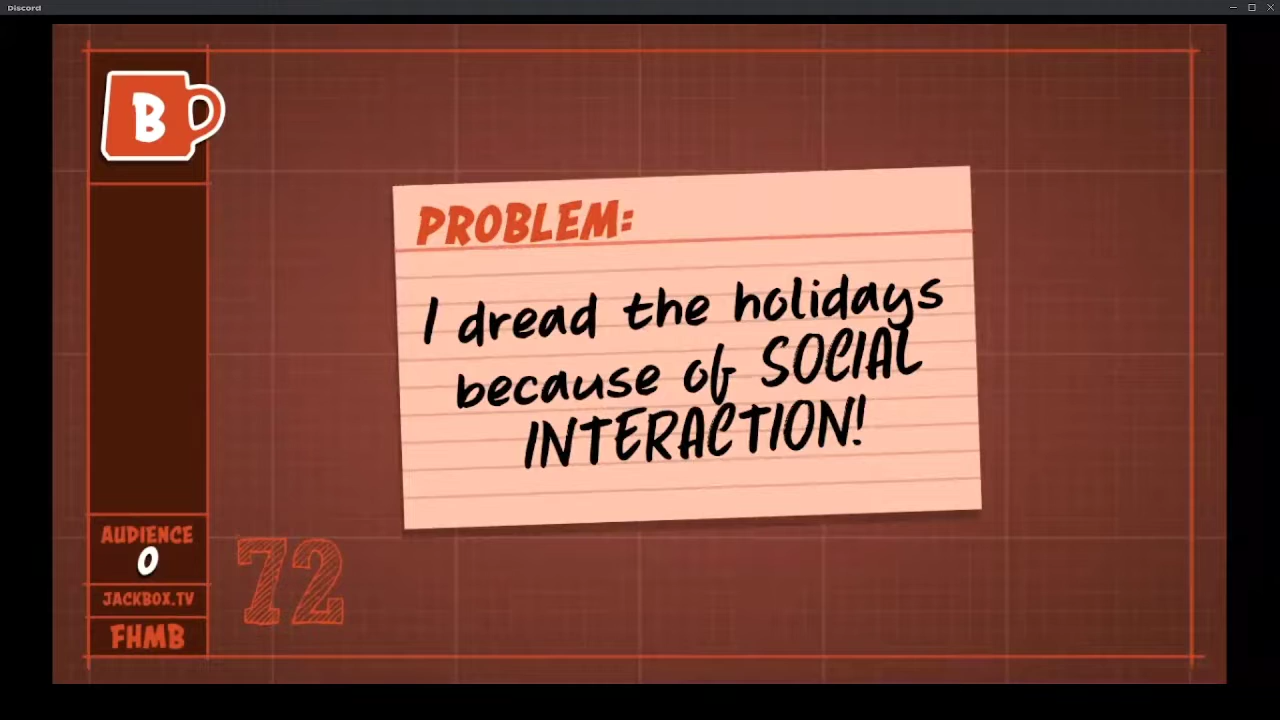 Discord
B
PROBLEM:
I dread the holidays
because of SOCIAL
INTERACTION!
AUDIENCE
0
JACKBOX.TV
FHMB
72